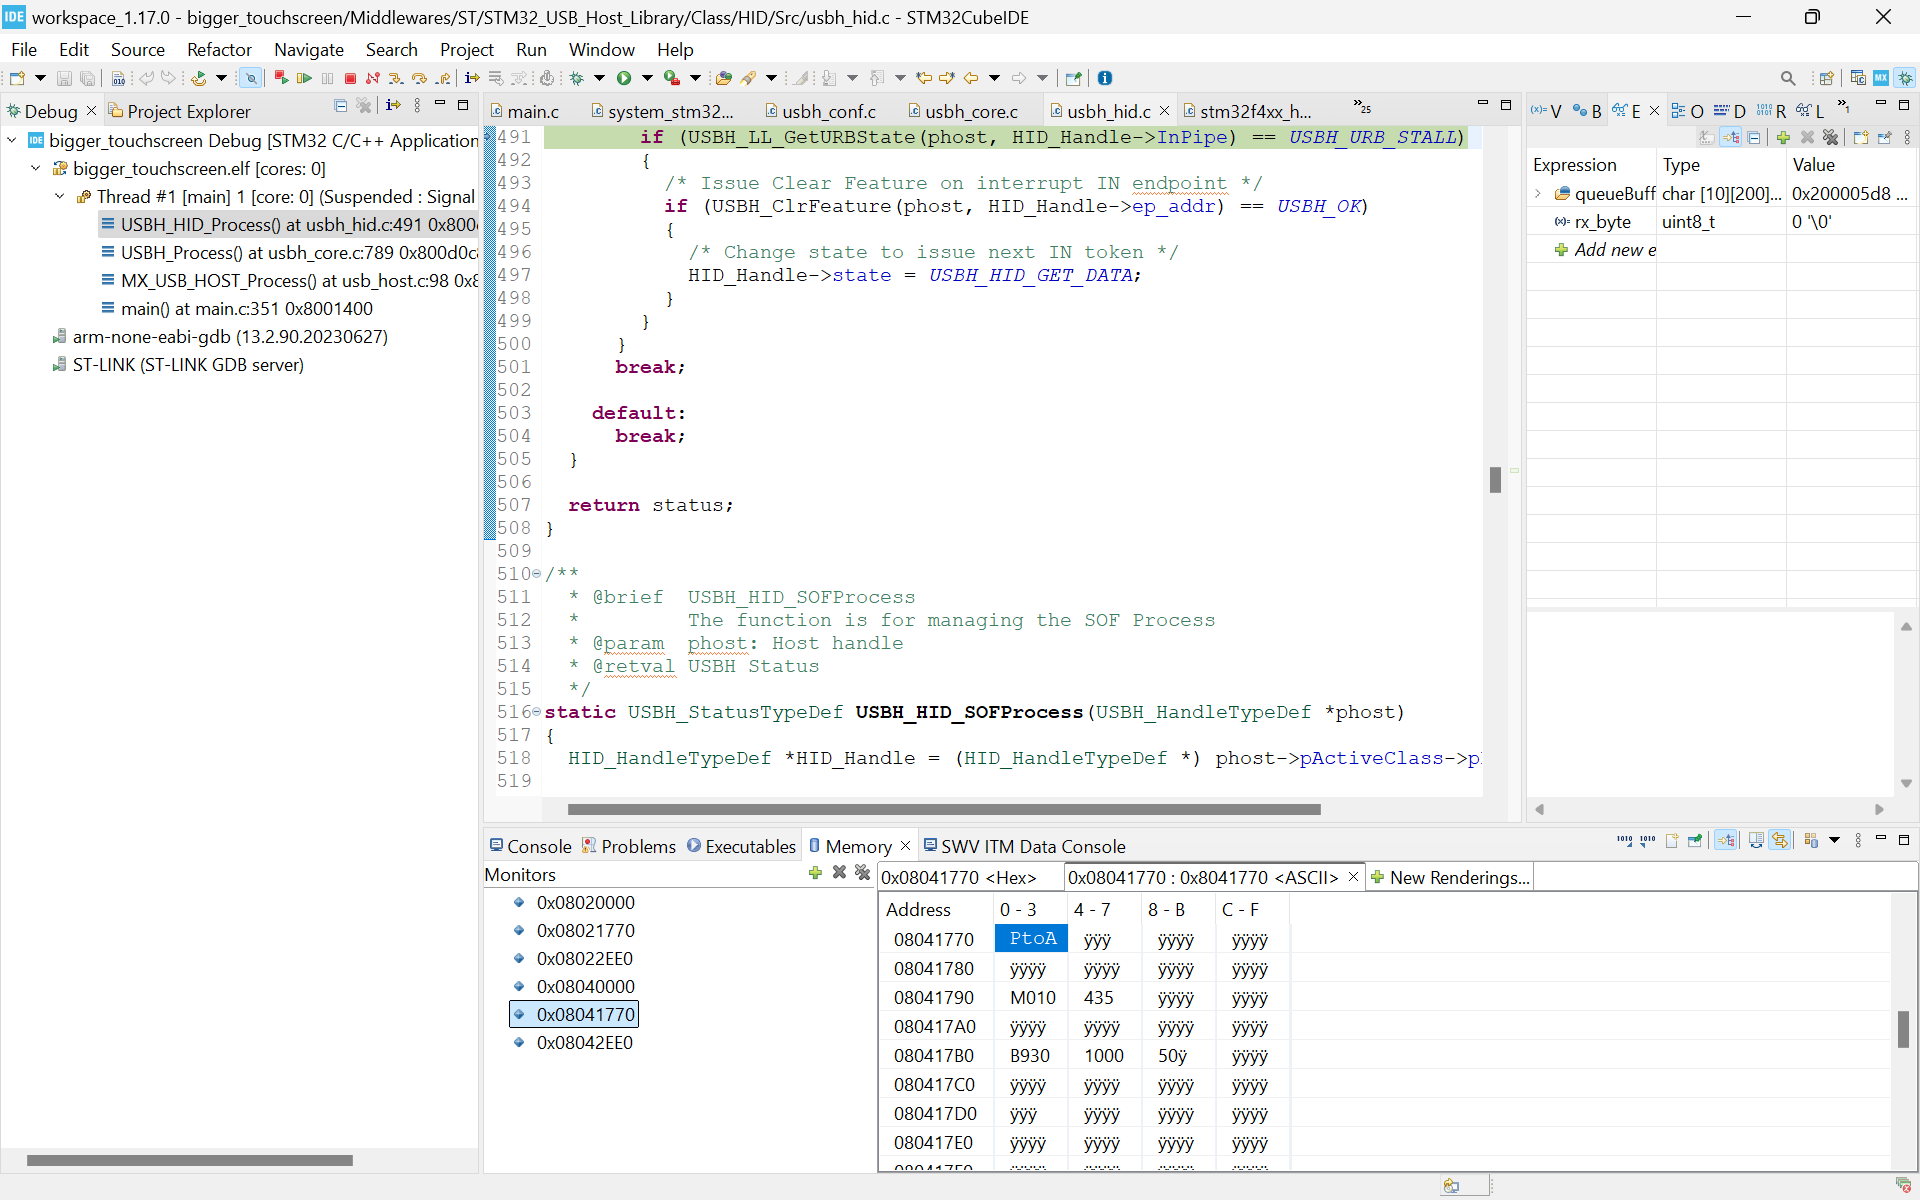 workspace_1.17.0 - bigger_touchscreen/Middlewares/ST/STM32_USB_Host_Library/Class/HID/Src/usbh_hid.c - STM32CubeIDE
File Edit Source Refactor Navigate Search Project Run Window Help
Debug Project Explorer
bigger_touchscreen Debug [STM32 C/C++ Application
bigger_touchscreen.elf [cores: 0]
Thread #1 [main] 1 [core: 0] (Suspended : Signal
USBH_HID_Process() at usbh_hid.c:491 0x800
USBH_Process() at usbh_core.c:789 0x800d0c
MX_USB_HOST_Process() at usb_host.c:98 0x8
main() at main.c:351 0x8001400
arm-none-eabi-gdb (13.2.90.20230627)
ST-LINK (ST-LINK GDB server)
main.c system_stm32... usbh_conf.c usbh_core.c usbh_hid.c stm32f4xx_h... »25
491 if (USBH_LL_GetURBState(phost, HID_Handle->InPipe) == USBH_URB_STALL)
492 {
493 /* Issue Clear Feature on interrupt IN endpoint */
494 if (USBH_ClrFeature(phost, HID_Handle->ep_addr) == USBH_OK)
495 {
496 /* Change state to issue next IN token */
497 HID_Handle->state = USBH_HID_GET_DATA;
498 }
499 }
500 }
501 break;
502
503 default:
504 break;
505 }
506
507 return status;
508 }
509
510 /**
511 * @brief USBH_HID_SOFProcess
512 * The function is for managing the SOF Process
513 * @param phost: Host handle
514 * @retval USBH Status
515 */
516 static USBH_StatusTypeDef USBH_HID_SOFProcess(USBH_HandleTypeDef *phost)
517 {
518 HID_HandleTypeDef *HID_Handle = (HID_HandleTypeDef *) phost->pActiveClass->p
519
V B E O D R L »1
Expression Type Value
queueBuff char [10][200]... 0x200005d8 ...
rx_byte uint8_t 0 '\0'
Add new e
Console Problems Executables Memory SWV ITM Data Console
Monitors
0x08020000
0x08021770
0x08022EE0
0x08040000
0x08041770
0x08042EE0
0x08041770 <Hex> 0x08041770 : 0x8041770 <ASCII> New Renderings...
Address 0 - 3 4 - 7 8 - B C - F
08041770 PtoA ÿÿÿ ÿÿÿÿ ÿÿÿÿ
08041780 ÿÿÿÿ ÿÿÿÿ ÿÿÿÿ ÿÿÿÿ
08041790 M010 435 ÿÿÿÿ ÿÿÿÿ
080417A0 ÿÿÿÿ ÿÿÿÿ ÿÿÿÿ ÿÿÿÿ
080417B0 B930 1000 50ÿ ÿÿÿÿ
080417C0 ÿÿÿÿ ÿÿÿÿ ÿÿÿÿ ÿÿÿÿ
080417D0 ÿÿÿ ÿÿÿÿ ÿÿÿÿ ÿÿÿÿ
080417E0 ÿÿÿÿ ÿÿÿÿ ÿÿÿÿ ÿÿÿÿ